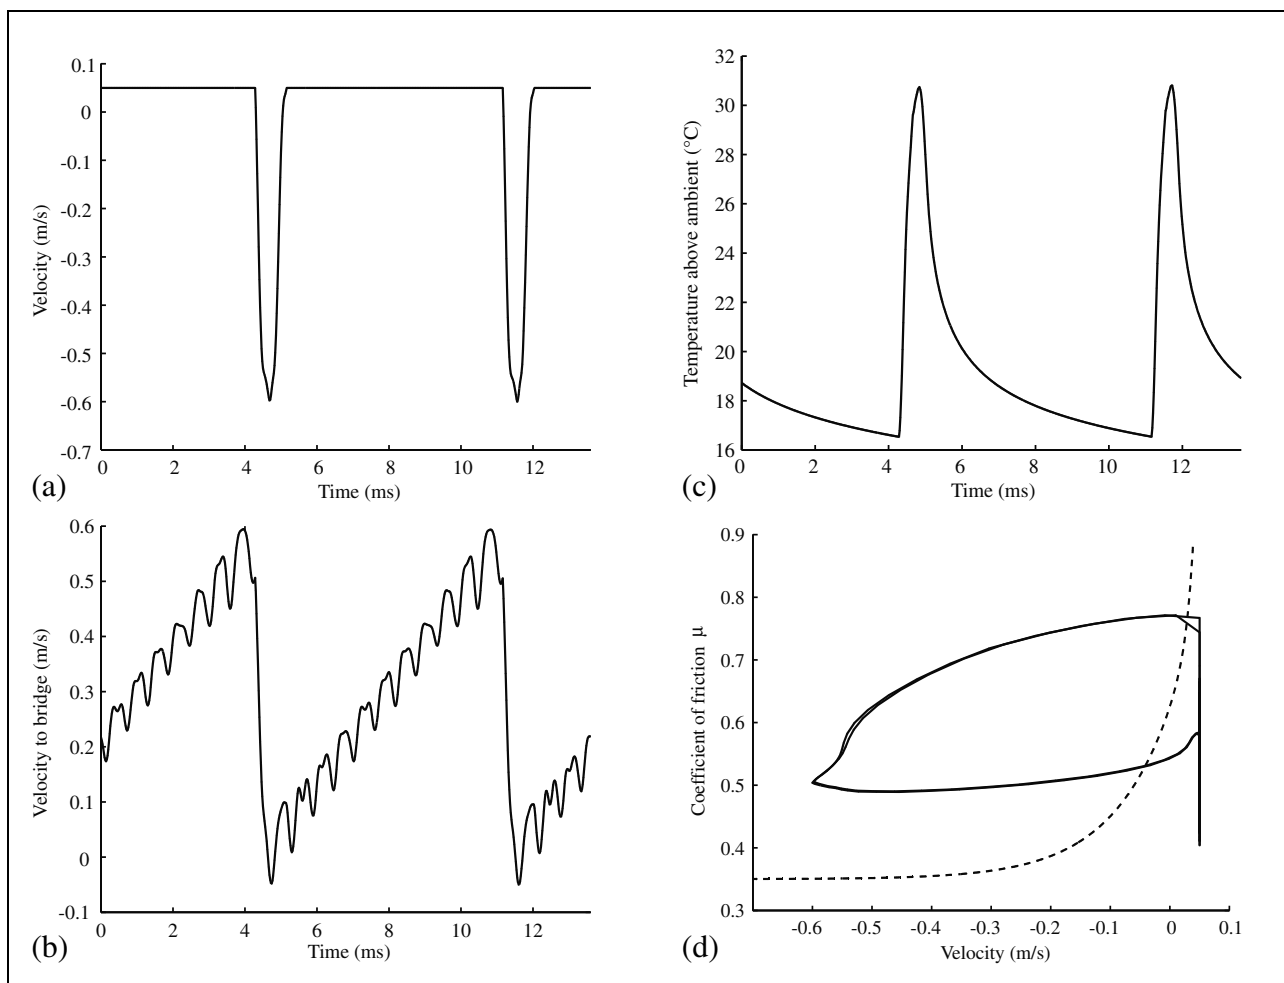 0.1
0
-0.1
-0.2
-0.3
-0.4
-0.5
-0.6
-0.7
Velocity (m/s)
0 2 4 6 8 10 12
Time (ms)
(a)
32
30
28
26
24
22
20
18
16
Temperature above ambient (°C)
0 2 4 6 8 10 12
Time (ms)
(c)
0.6
0.5
0.4
0.3
0.2
0.1
0
-0.1
Velocity to bridge (m/s)
0 2 4 6 8 10 12
Time (ms)
(b)
0.9
0.8
0.7
0.6
0.5
0.4
0.3
Coefficient of friction μ
-0.6 -0.5 -0.4 -0.3 -0.2 -0.1 0 0.1
Velocity (m/s)
(d)